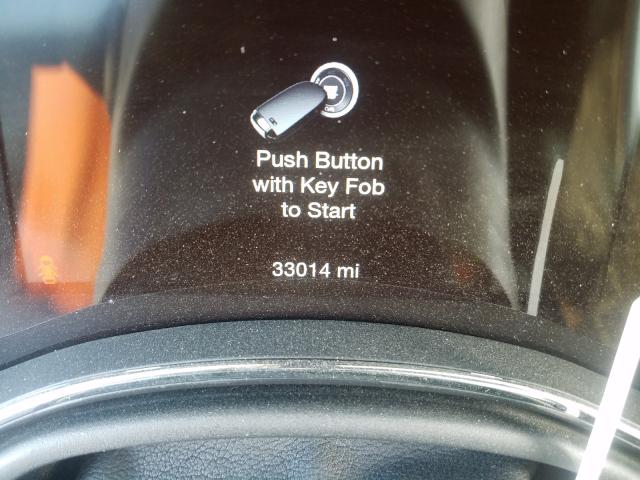 Push Button
with Key Fob
to Start
33014 mi